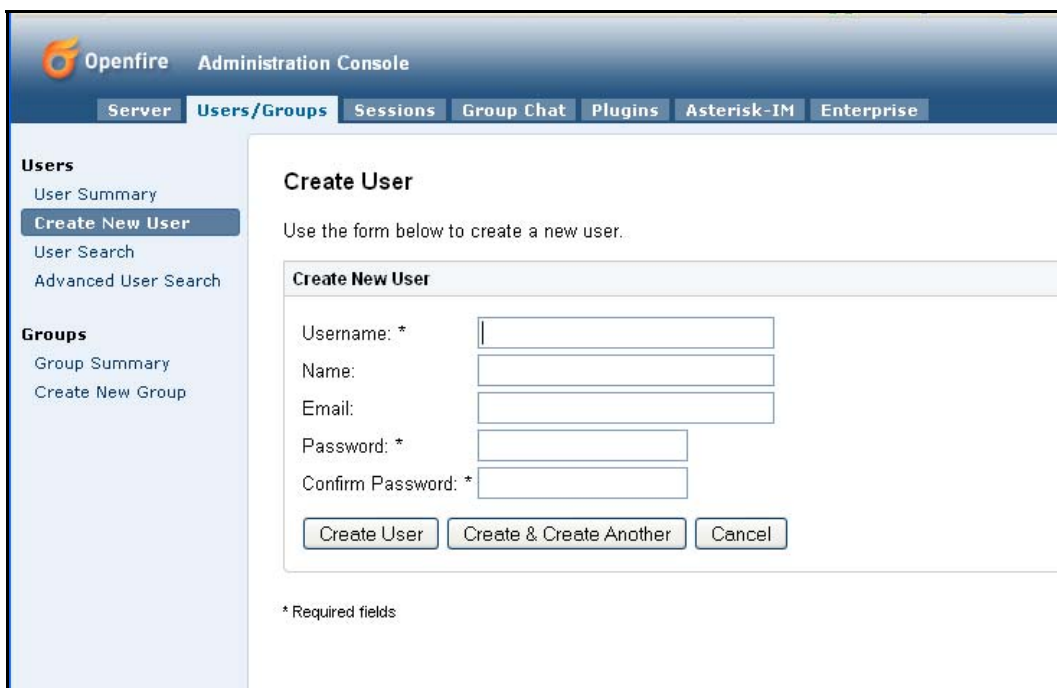 Openfire Administration Console
Server Users/Groups Sessions Group Chat Plugins Asterisk-IM Enterprise
Users
User Summary
Create New User
User Search
Advanced User Search
Groups
Group Summary
Create New Group
Create User
Use the form below to create a new user.
Create New User
Username: *
Name:
Email:
Password: *
Confirm Password: *
Create User Create & Create Another Cancel
* Required fields